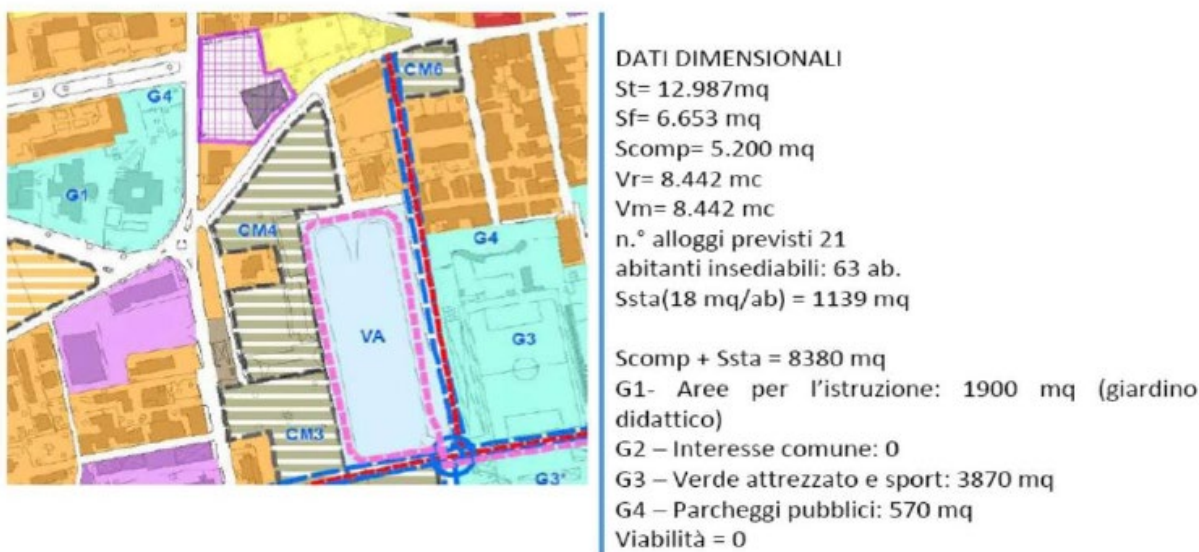 CM6
G4
G1
CM4
G4
VA
G3
CM3
G3*
DATI DIMENSIONALI
St= 12.987mq
Sf= 6.653 mq
Scomp= 5.200 mq
Vr= 8.442 mc
Vm= 8.442 mc
n.° alloggi previsti 21
abitanti insediabili: 63 ab.
Ssta(18 mq/ab) = 1139 mq
Scomp + Ssta = 8380 mq
G1- Aree per l'istruzione: 1900 mq (giardino
didattico)
G2 – Interesse comune: 0
G3 – Verde attrezzato e sport: 3870 mq
G4 – Parcheggi pubblici: 570 mq
Viabilità = 0